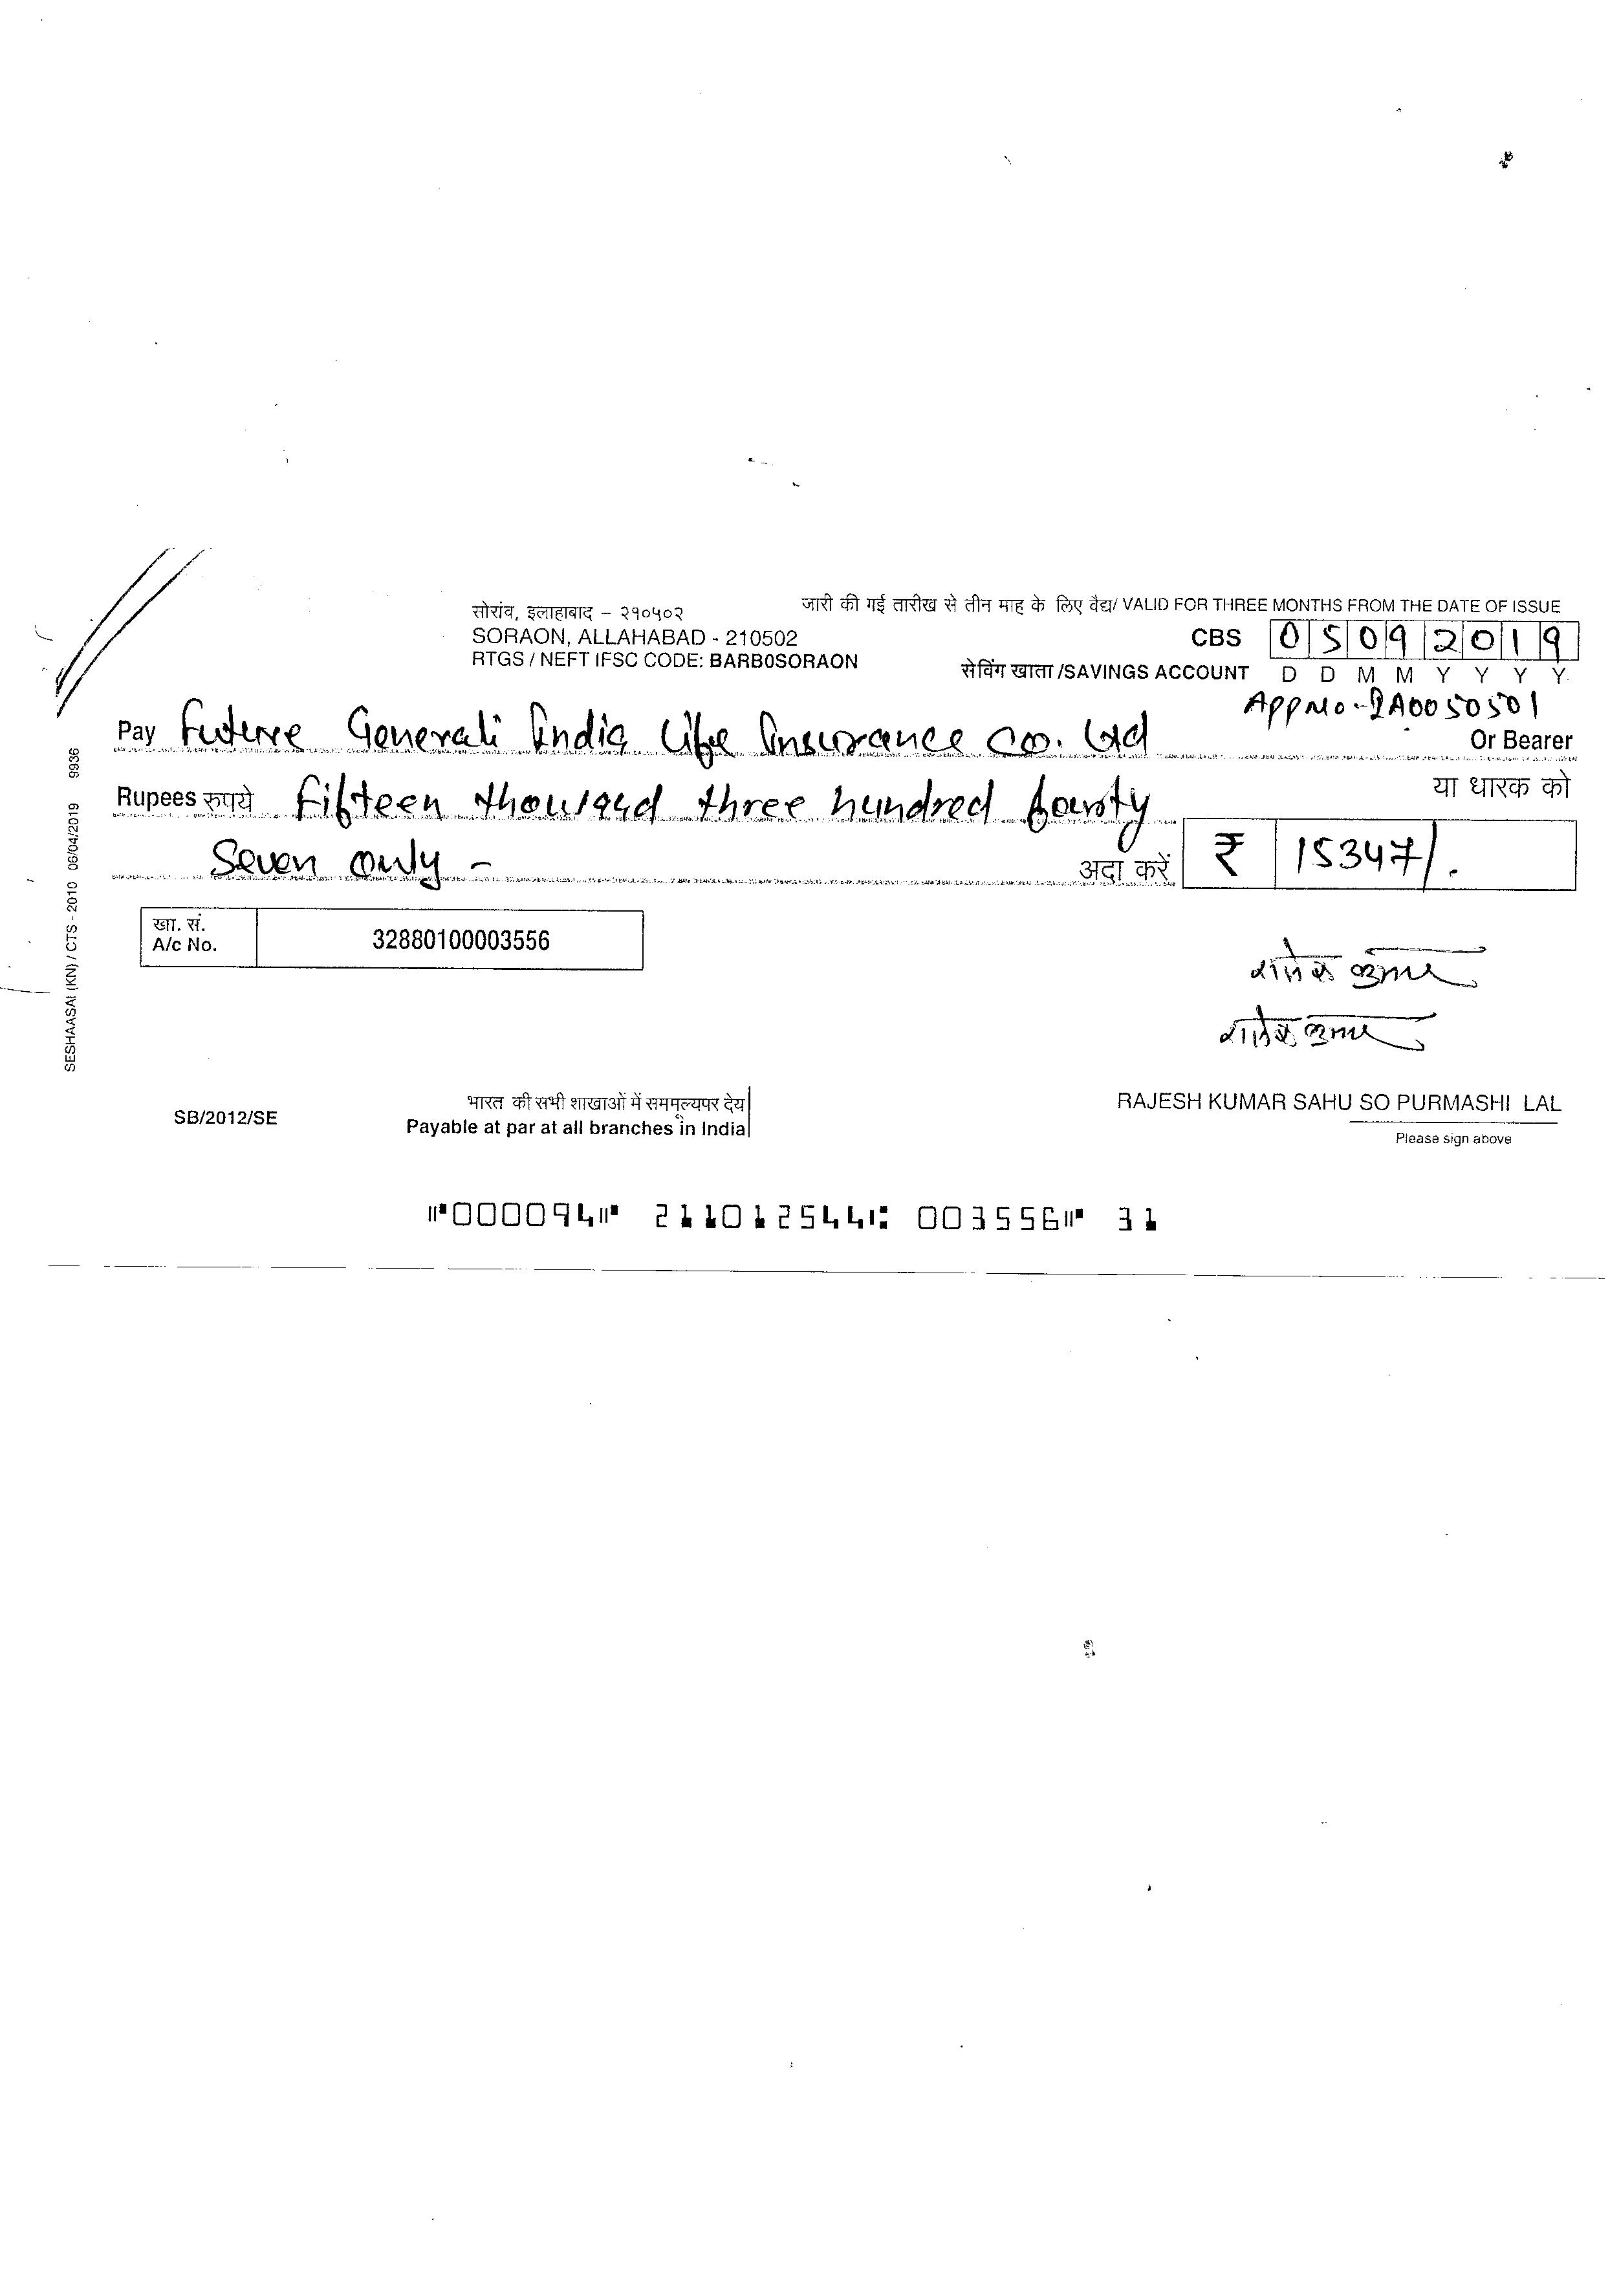 सोरांव, इलाहाबाद – २१०५०२
SORAON, ALLAHABAD - 210502
RTGS / NEFT IFSC CODE: BARB0SORAON
जारी की गई तारीख से तीन माह के लिए वैद्य/ VALID FOR THREE MONTHS FROM THE DATE OF ISSUE
CBS 05092019
सेविंग खाता /SAVINGS ACCOUNT D D M M Y Y Y Y
App No - 2A0050501
Pay Future Generali India Life Insurance Co. Ltd
Or Bearer
या धारक को
Rupees रुपये Fifteen thousand three hundred fourty
Seven only -
अदा करें ₹ 15347/.
खा. सं.
A/c No. 32880100003556
SESHAASAI (KN) / CTS - 2010 06/04/2019 9936
राजेश कुमार
राजेश कुमार
SB/2012/SE
भारत की सभी शाखाओं में सममूल्यपर देय
Payable at par at all branches in India
RAJESH KUMAR SAHU SO PURMASHI LAL
Please sign above
⑈000094⑈ 211012544⑆ 003556⑈ 31